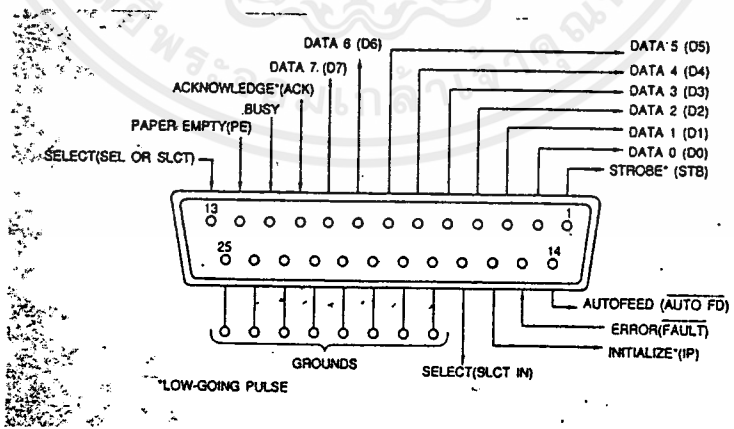 DATA 6 (D6)
DATA 5 (D5)
DATA 7. (D7)
DATA 4 (D4)
ACKNOWLEDGE*(ACK)
DATA 3 (D3)
BUSY
DATA 2 (D2)
PAPER EMPTY(PE)
DATA 1 (D1)
SELECT(SEL OR SLCT)
DATA 0 (D0)
STROBE* (STB)
13
1
25
14
AUTOFEED (AUTO FD)
ERROR(FAULT)
GROUNDS
INITIALIZE*(IP)
SELECT(SLCT IN)
*LOW-GOING PULSE